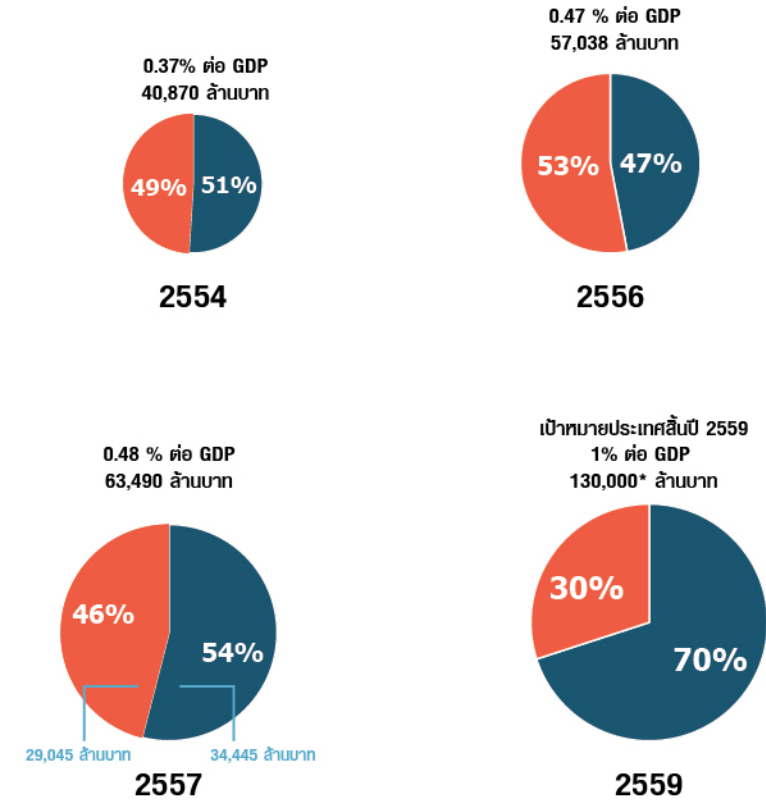 0.37% ต่อ GDP
40,870 ล้านบาท
49% 51%
2554
0.47 % ต่อ GDP
57,038 ล้านบาท
53% 47%
2556
0.48 % ต่อ GDP
63,490 ล้านบาท
46%
54%
29,045 ล้านบาท 34,445 ล้านบาท
2557
เป้าหมายประเทศสิ้นปี 2559
1% ต่อ GDP
130,000* ล้านบาท
30%
70%
2559